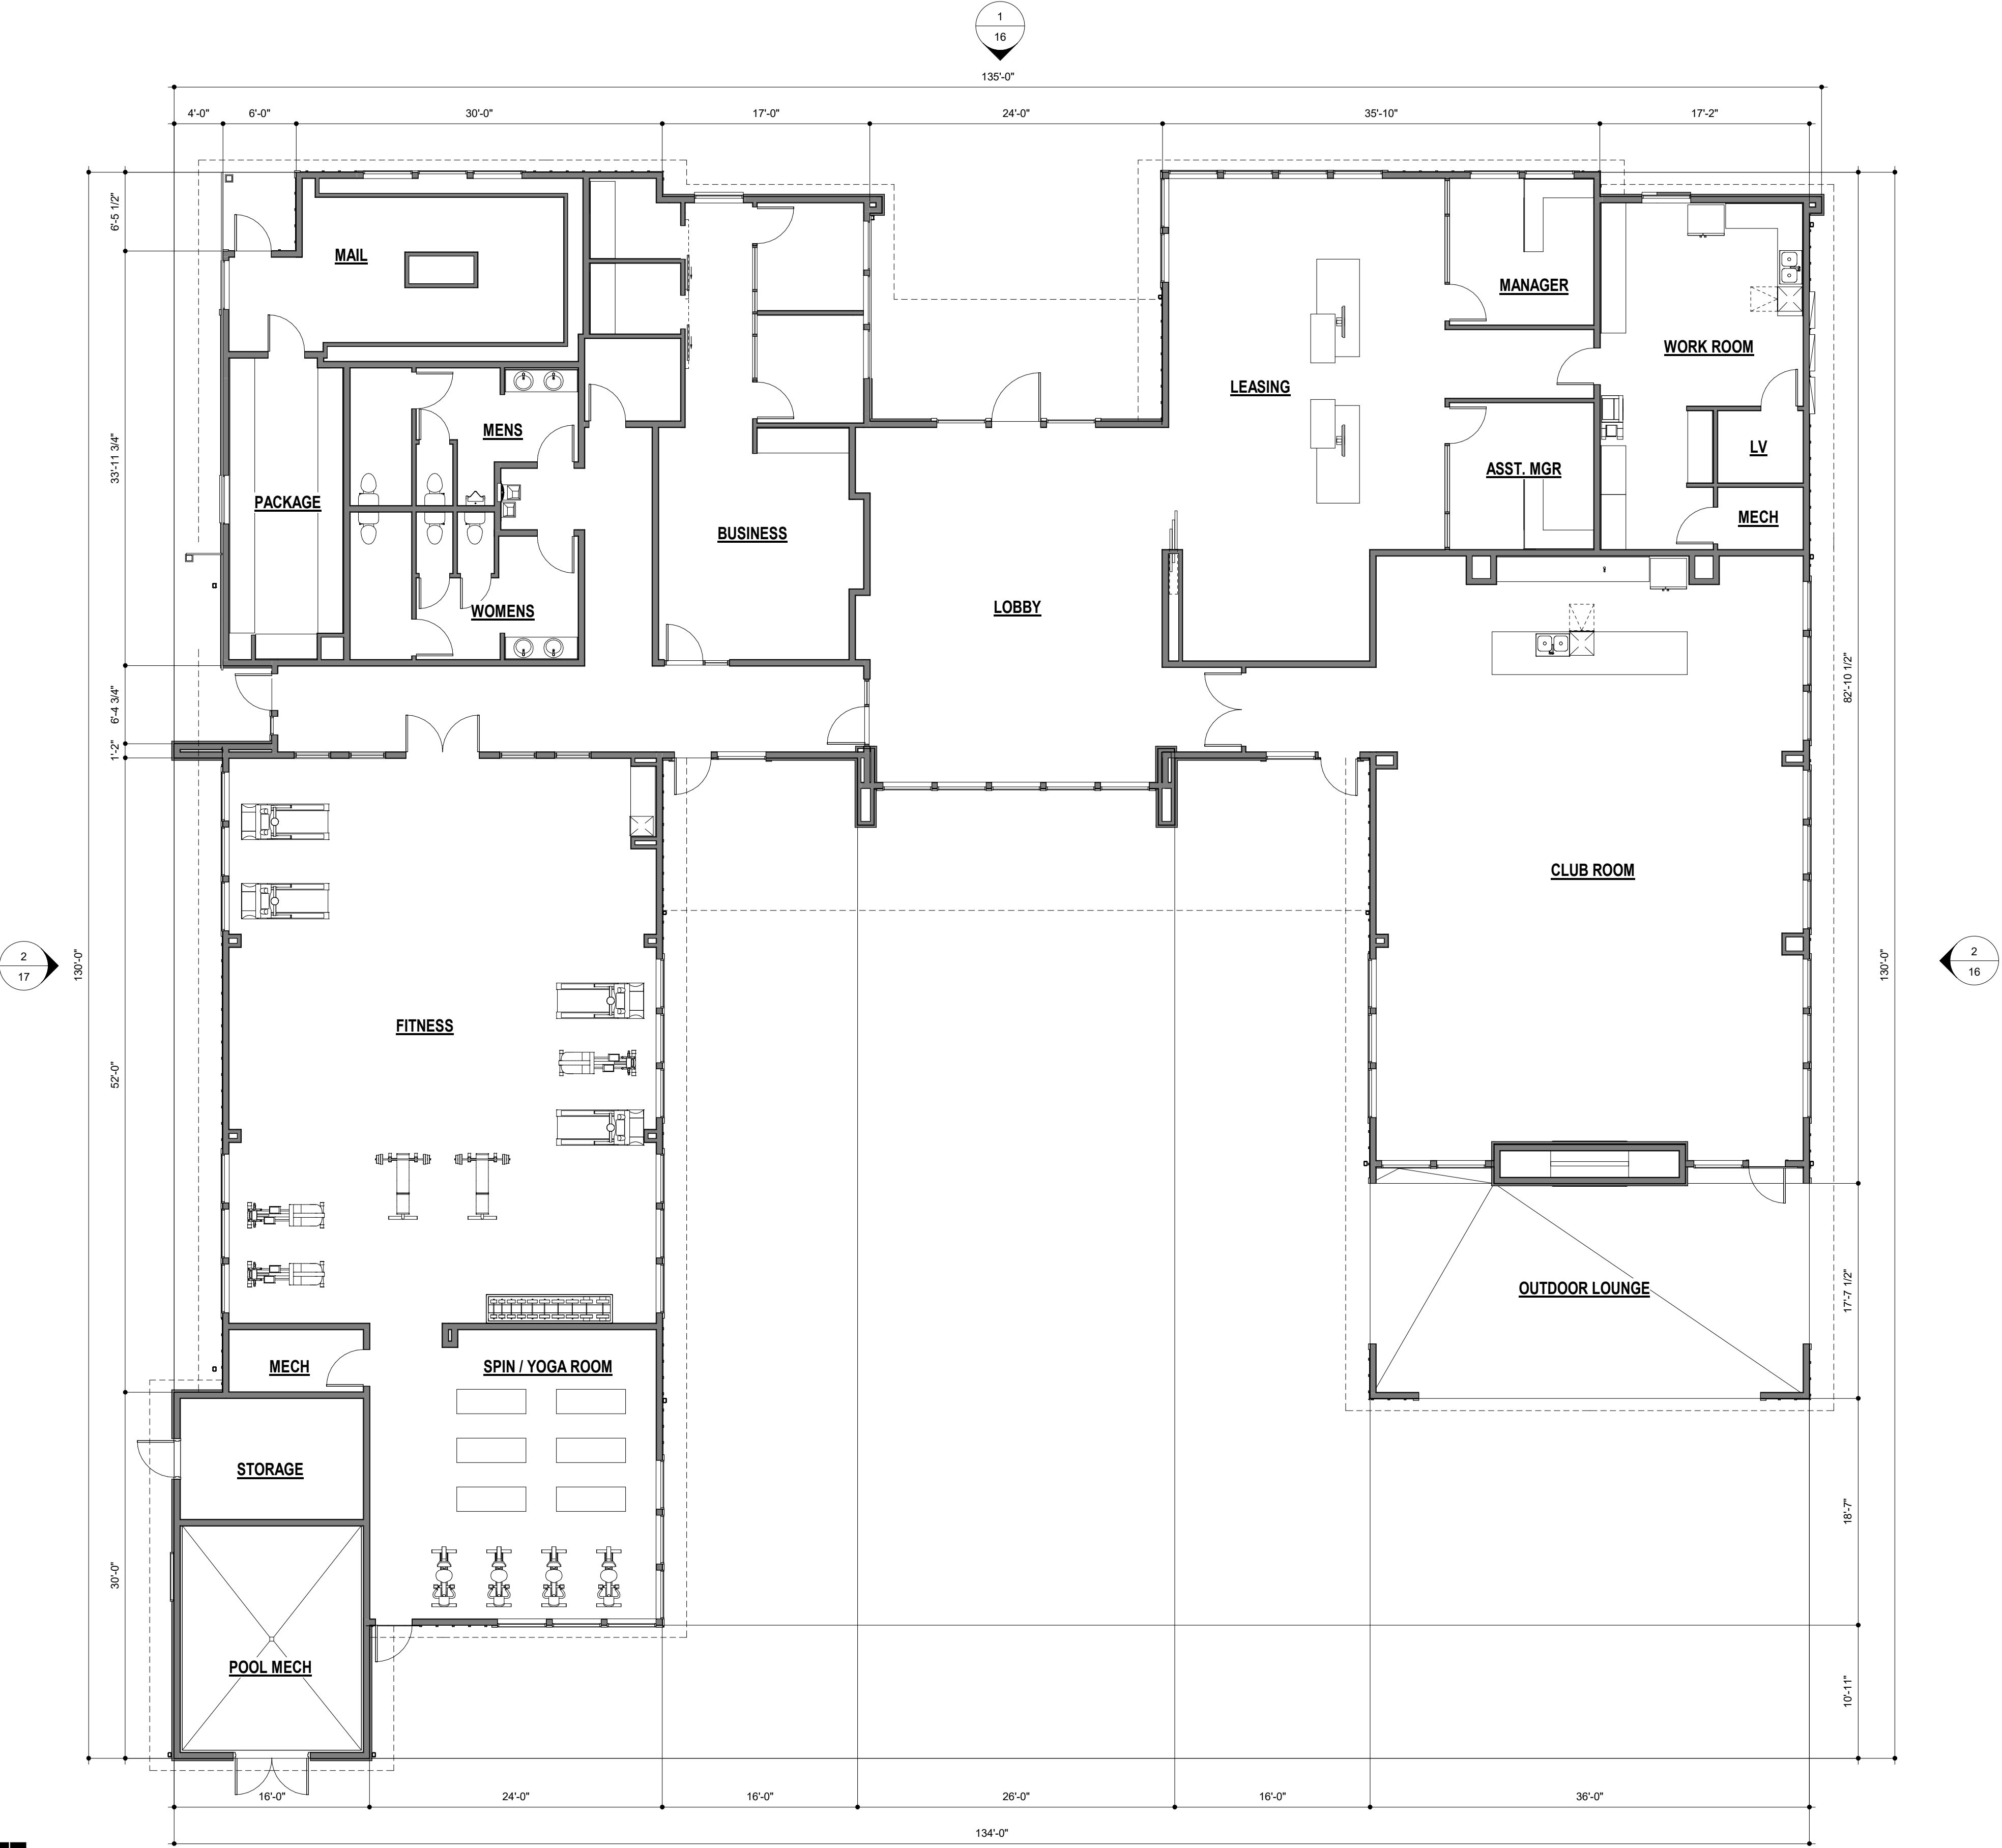 1
16
135'-0"
4'-0"
6'-0"
30'-0"
17'-0"
24'-0"
35'-10"
17'-2"
6'-5 1/2"
MAIL
MANAGER
WORK ROOM
LEASING
33'-11 3/4"
MENS
LV
ASST. MGR
PACKAGE
MECH
BUSINESS
WOMENS
LOBBY
82'-10 1/2"
6'-4 3/4"
1'-2"
CLUB ROOM
2
17
130'-0"
130'-0"
2
16
FITNESS
52'-0"
OUTDOOR LOUNGE
17'-7 1/2"
MECH
SPIN / YOGA ROOM
STORAGE
18'-7"
30'-0"
POOL MECH
10'-11"
16'-0"
24'-0"
16'-0"
26'-0"
16'-0"
36'-0"
134'-0"